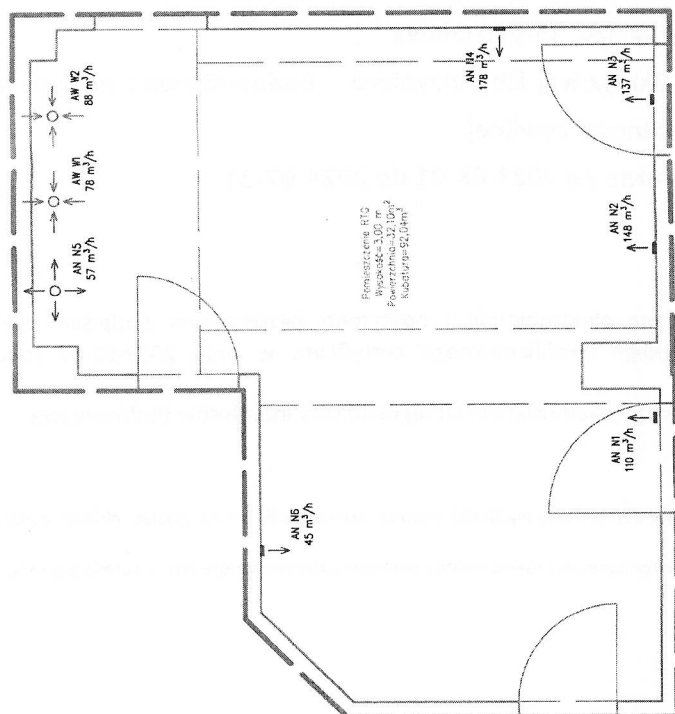 AW W2
88 m³/h
AW W1
78 m³/h
AN N5
57 m³/h
AN N4
178 m³/h
AN N3
137 m³/h
AN N2
148 m³/h
Pomieszczenie RTG
Wysokość=3,00 m
Powierzchnia=32,10m²
Kubatura=92,04m³
AN N1
110 m³/h
AN N6
45 m³/h